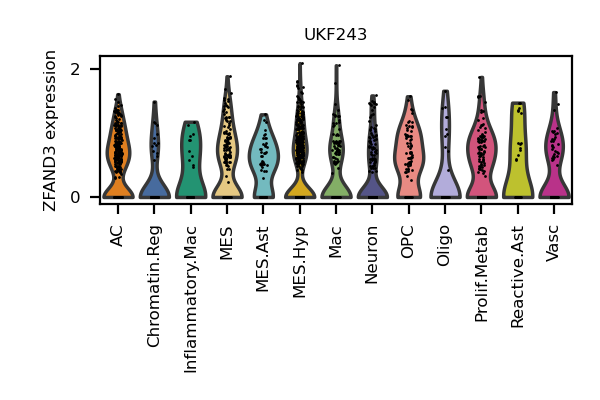 UKF243
ZFAND3 expression
2
0
AC
Chromatin.Reg
Inflammatory.Mac
MES
MES.Ast
MES.Hyp
Mac
Neuron
OPC
Oligo
Prolif.Metab
Reactive.Ast
Vasc